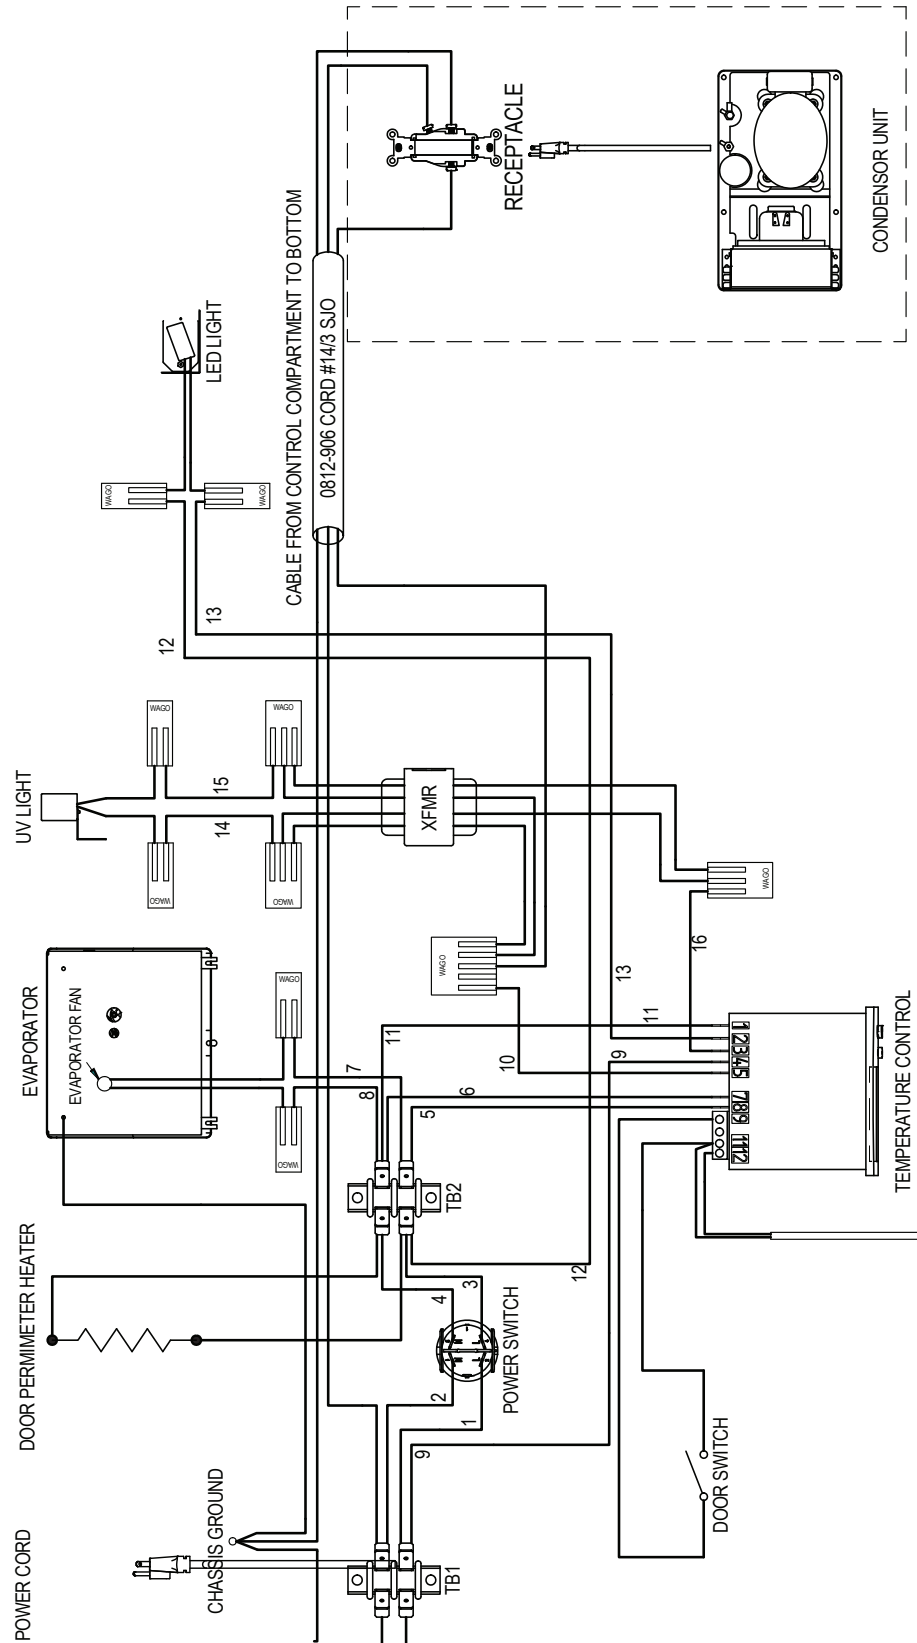 POWER CORD
DOOR PERMIMETER HEATER
EVAPORATOR
EVAPORATOR FAN
UV LIGHT
LED LIGHT
CHASSIS GROUND
CABLE FROM CONTROL COMPARTMENT TO BOTTOM
0812-906 CORD #14/3 SJO
RECEPTACLE
CONDENSOR UNIT
WAGO
WAGO
WAGO
WAGO
WAGO
WAGO
WAGO
WAGO
WAGO
WAGO
XFMR
TB1
TB2
POWER SWITCH
DOOR SWITCH
TEMPERATURE CONTROL
1
2
3
4
5
6
7
8
9
9
10
11
11
12
12
13
13
14
15
16
1
2
3
4
5
7
8
9
11
12